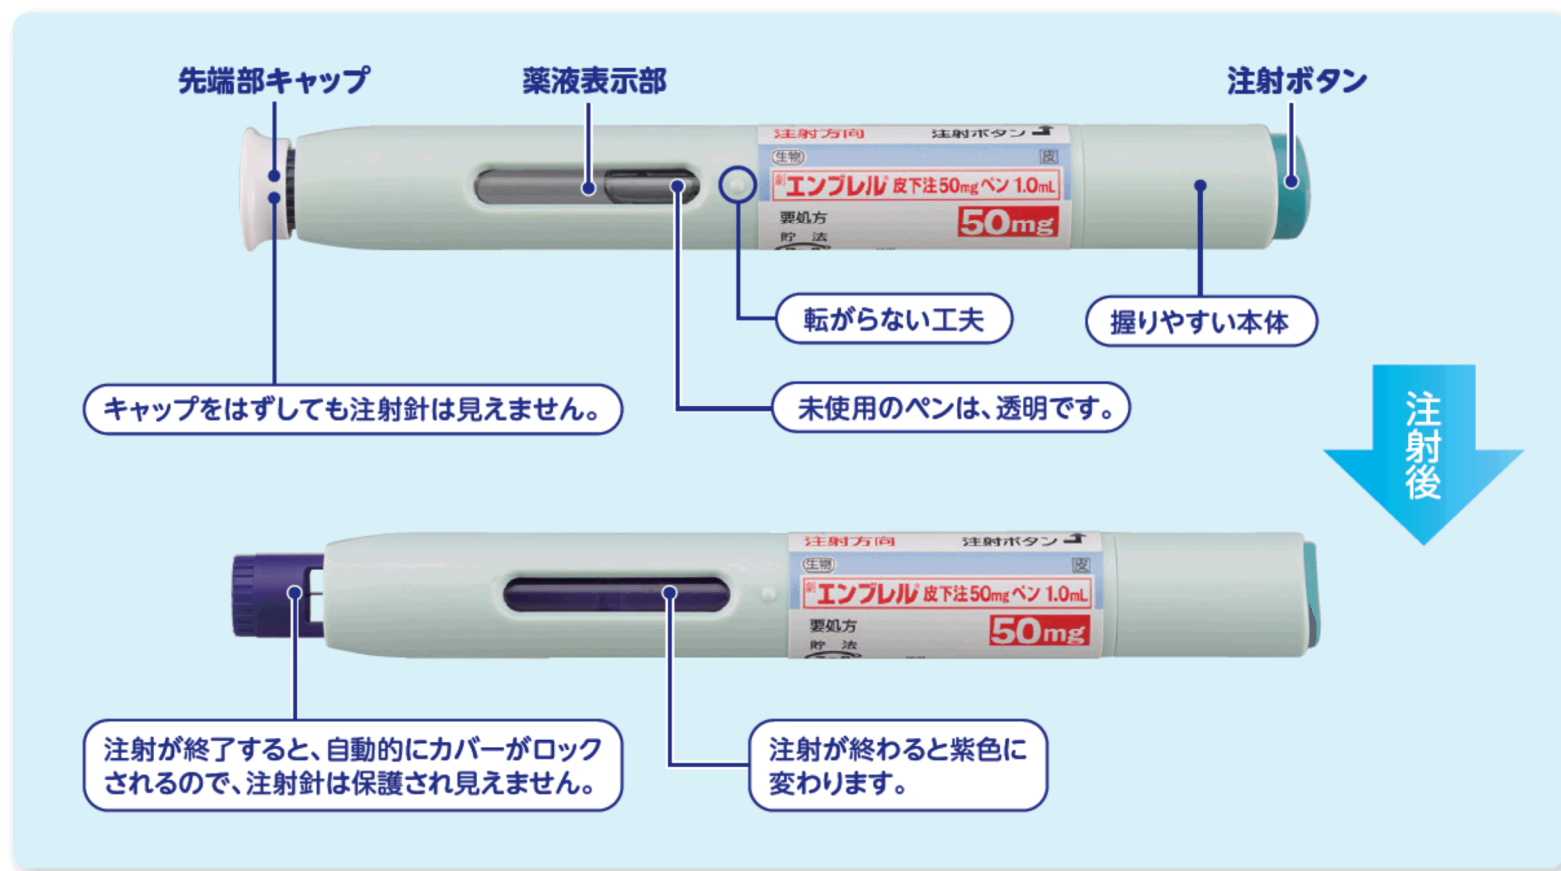 先端部キャップ
薬液表示部
注射ボタン
注射方向 注射ボタン
生物 皮
劇 エンブレル® 皮下注50mgペン 1.0mL
要処方
50mg
貯 法
転がらない工夫
握りやすい本体
キャップをはずしても注射針は見えません。
未使用のペンは、透明です。
注射後
注射方向 注射ボタン
生物 皮
劇 エンブレル® 皮下注50mgペン 1.0mL
要処方
50mg
貯 法
注射が終了すると、自動的にカバーがロック
されるので、注射針は保護され見えません。
注射が終わると紫色に
変わります。